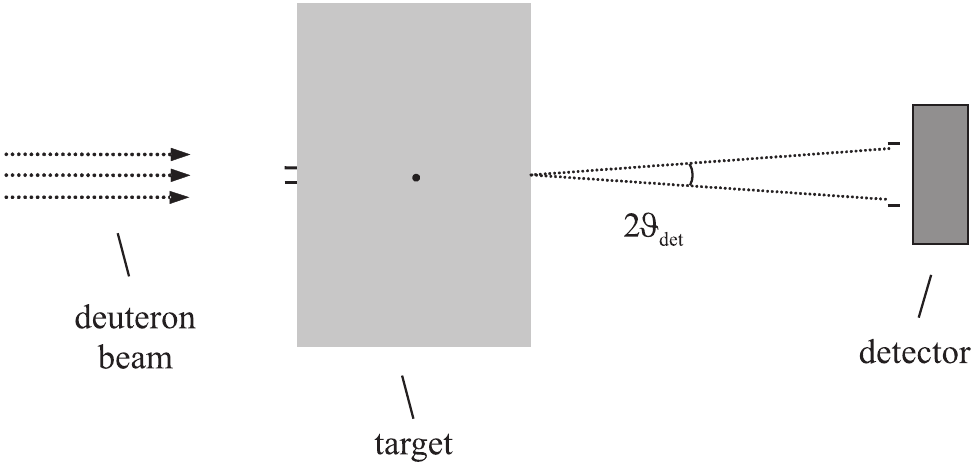 2ϑdet
deuteron
beam
detector
target